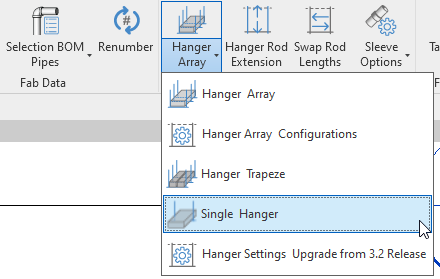 Selection BOM
Pipes
Renumber
Hanger
Array
Hanger Rod
Extension
Swap Rod
Lengths
Sleeve
Options
Ta
Fab Data
F
Hanger Array
Hanger Array Configurations
Hanger Trapeze
Single Hanger
Hanger Settings Upgrade from 3.2 Release